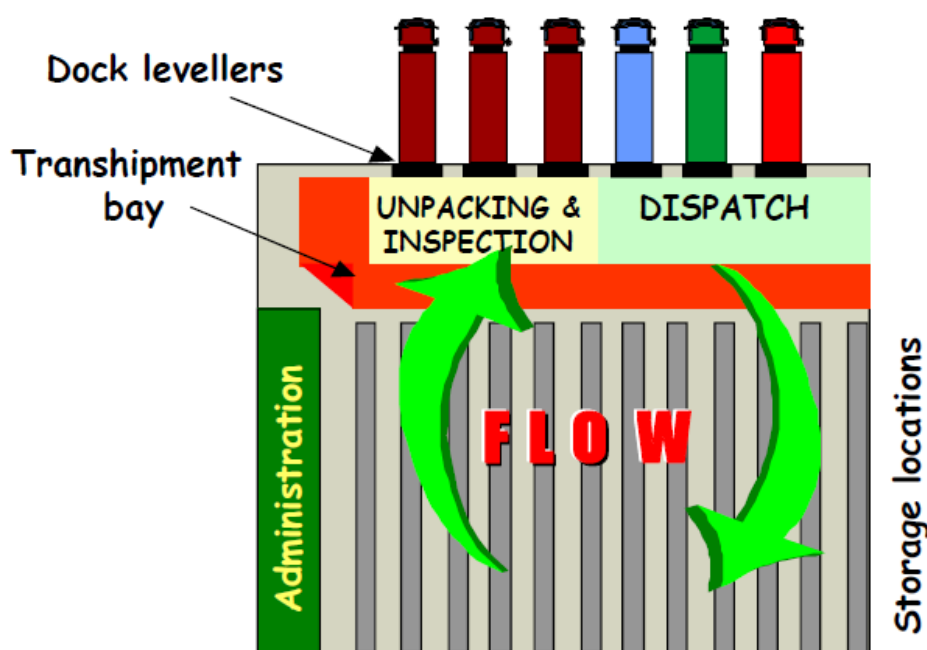 Dock levellers
Transhipment
bay
UNPACKING &
INSPECTION
DISPATCH
FLOW
Administration
Storage locations